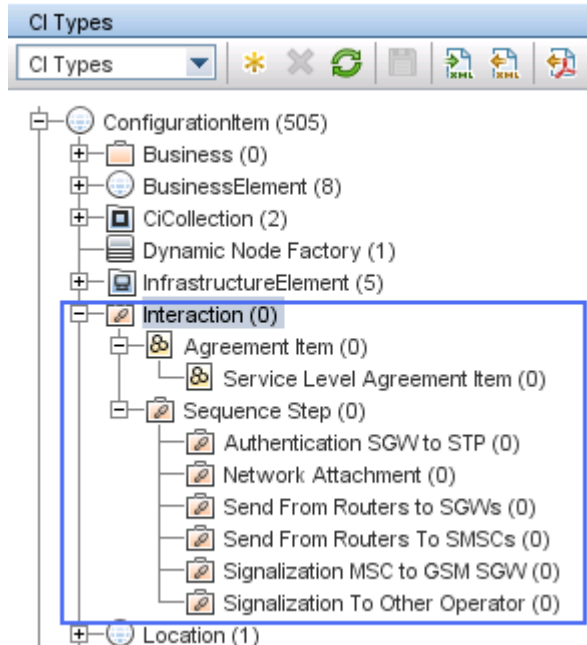 CI Types
CI Types
XML
XML
ConfigurationItem (505)
Business (0)
BusinessElement (8)
CiCollection (2)
Dynamic Node Factory (1)
InfrastructureElement (5)
Interaction (0)
Agreement Item (0)
Service Level Agreement Item (0)
Sequence Step (0)
Authentication SGW to STP (0)
Network Attachment (0)
Send From Routers to SGWs (0)
Send From Routers To SMSCs (0)
Signalization MSC to GSM SGW (0)
Signalization To Other Operator (0)
Location (1)